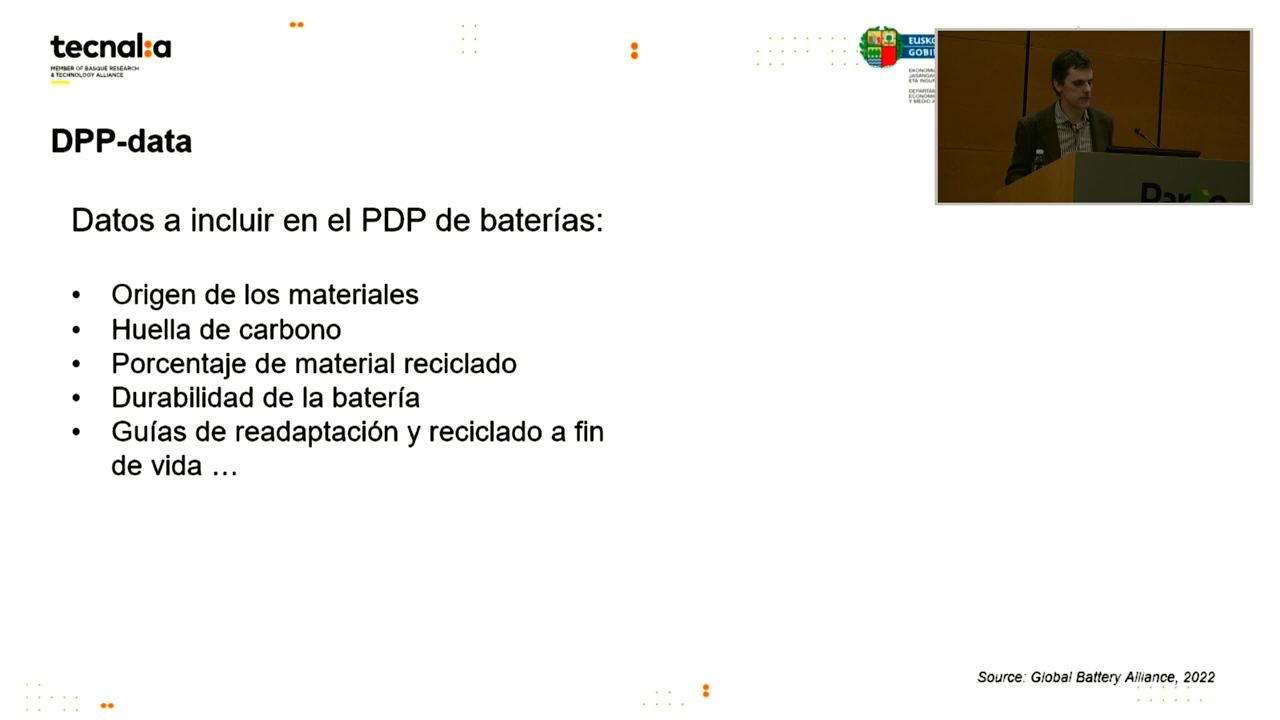 tecnal:a
MEMBER OF BASQUE RESEARCH
& TECHNOLOGY ALLIANCE
DPP-data
Datos a incluir en el PDP de baterías:
• Origen de los materiales
• Huella de carbono
• Porcentaje de material reciclado
• Durabilidad de la batería
• Guías de readaptación y reciclado a fin
de vida …
Source: Global Battery Alliance, 2022